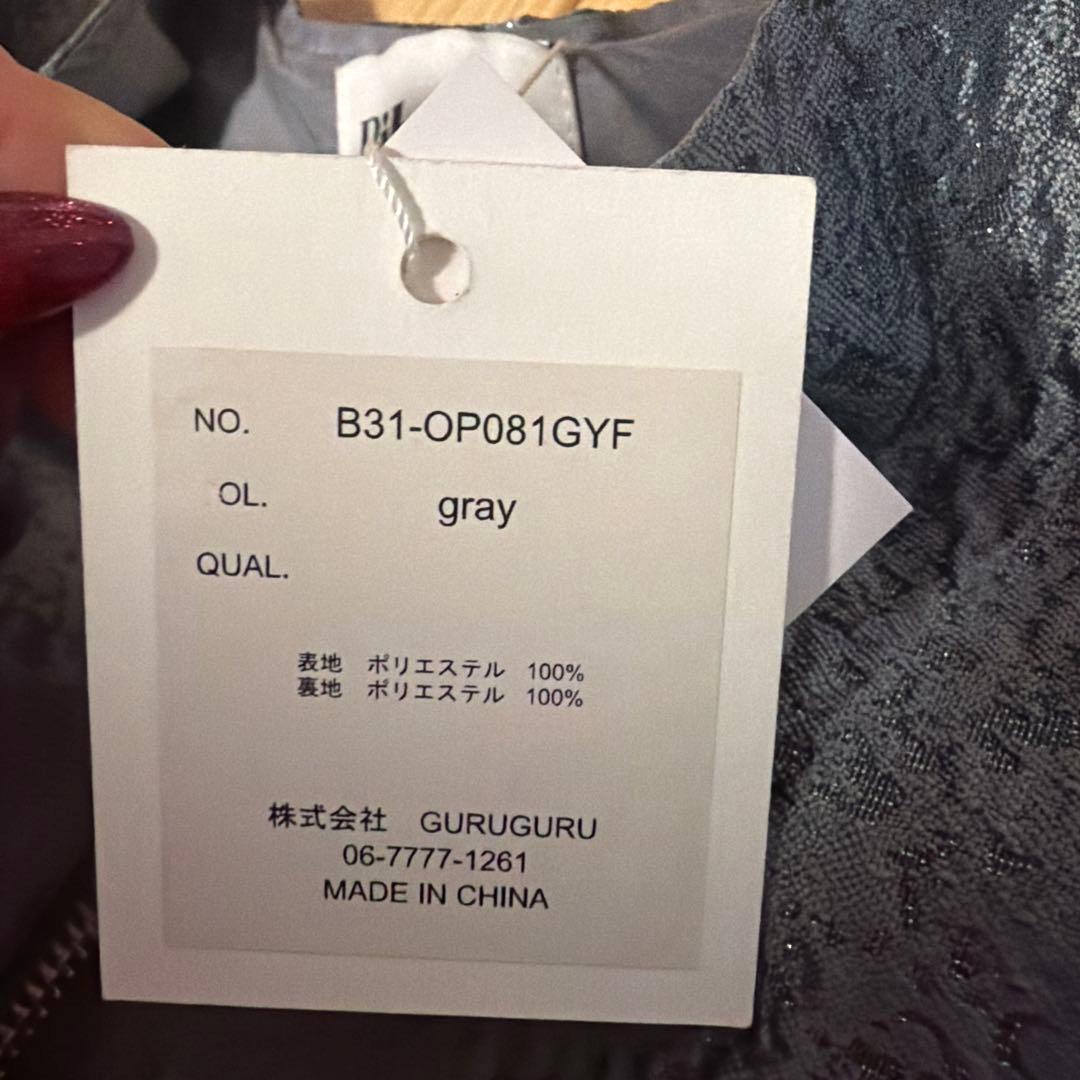 NO. B31-OP081GYF
OL. gray
QUAL.
表地 ポリエステル 100%
裏地 ポリエステル 100%
株式会社 GURUGURU
06-7777-1261
MADE IN CHINA